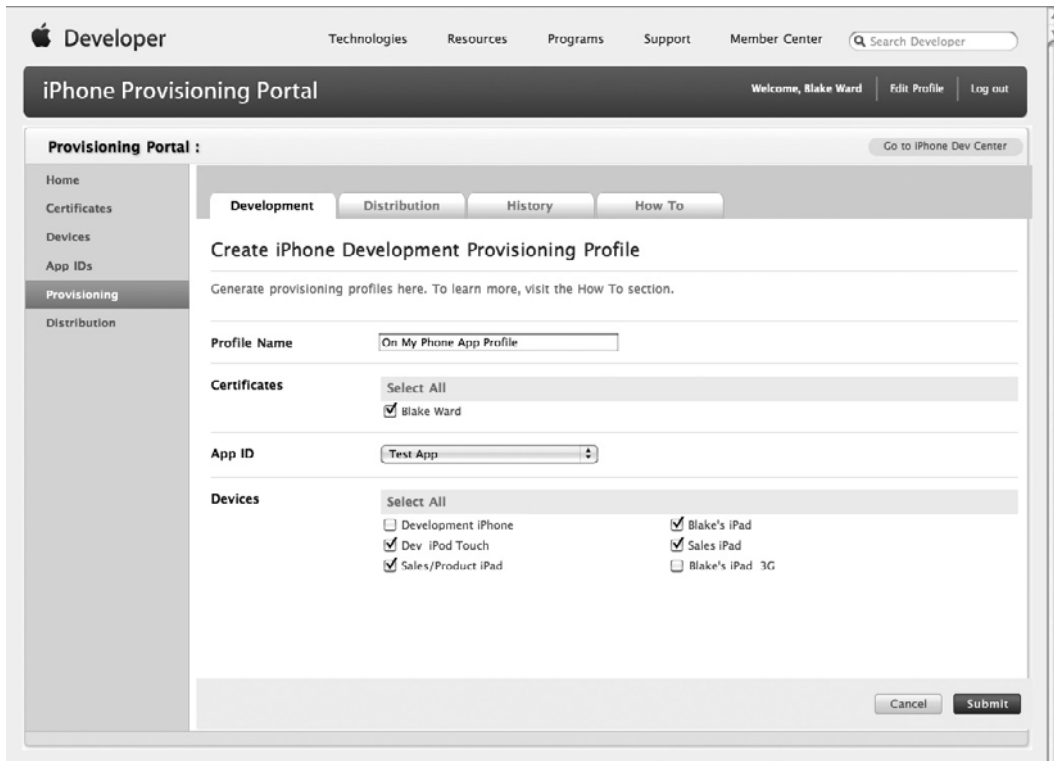 Developer
Technologies Resources Programs Support Member Center Search Developer
iPhone Provisioning Portal
Welcome, Blake Ward Edit Profile Log out
Provisioning Portal :
Go to iPhone Dev Center
Home
Certificates
Devices
App IDs
Provisioning
Distribution
Development Distribution History How To
Create iPhone Development Provisioning Profile
Generate provisioning profiles here. To learn more, visit the How To section.
Profile Name On My Phone App Profile
Certificates Select All
Blake Ward
App ID Test App
Devices Select All
Development iPhone Blake's iPad
Dev iPod Touch Sales iPad
Sales/Product iPad Blake's iPad 3G
Cancel Submit